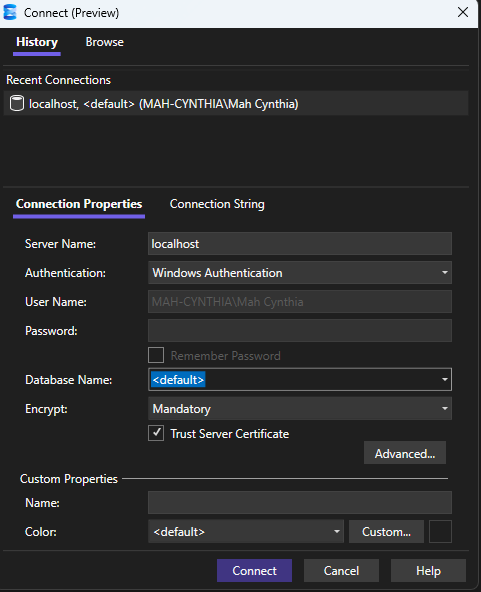 Connect (Preview)
History Browse
Recent Connections
localhost, <default> (MAH-CYNTHIA\Mah Cynthia)
Connection Properties Connection String
Server Name: localhost
Authentication: Windows Authentication
User Name: MAH-CYNTHIA\Mah Cynthia
Password:
Remember Password
Database Name: <default>
Encrypt: Mandatory
Trust Server Certificate
Advanced...
Custom Properties
Name:
Color: <default> Custom...
Connect Cancel Help